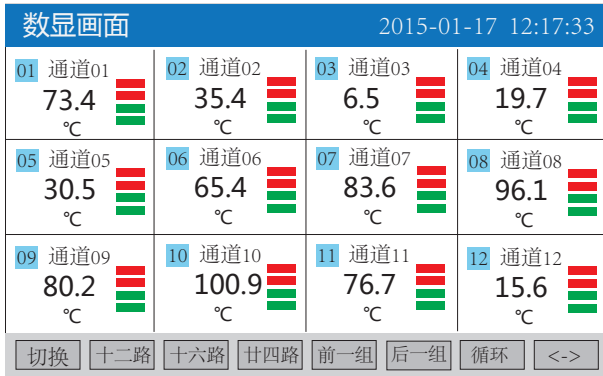 数显画面 2015-01-17 12:17:33
01 通道01 02 通道02 03 通道03 04 通道04
73.4 35.4 6.5 19.7
℃ ℃ ℃ ℃
05 通道05 06 通道06 07 通道07 08 通道08
30.5 65.4 83.6 96.1
℃ ℃ ℃ ℃
09 通道09 10 通道10 11 通道11 12 通道12
80.2 100.9 76.7 15.6
℃ ℃ ℃ ℃
切换 十二路 十六路 廿四路 前一组 后一组 循环 <->